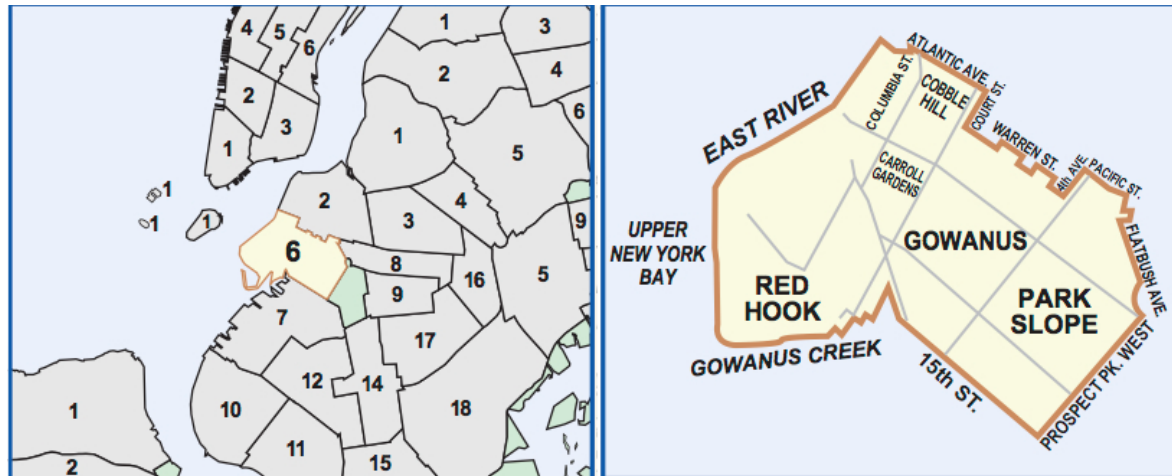 4
5
6
1
3
2
2
4
1
3
6
1
5
1
2
4
1
1
3
9
6
8
5
16
9
7
17
12
14
1
10
18
11
15
2
ATLANTIC AVE.
COLUMBIA ST.
COBBLE
HILL
COURT ST.
EAST RIVER
WARREN ST.
4th AVE.
PACIFIC ST.
CARROLL
GARDENS
FLATBUSH AVE.
UPPER
NEW YORK
BAY
GOWANUS
RED
HOOK
PARK
SLOPE
GOWANUS CREEK
15th ST.
PROSPECT PK. WEST